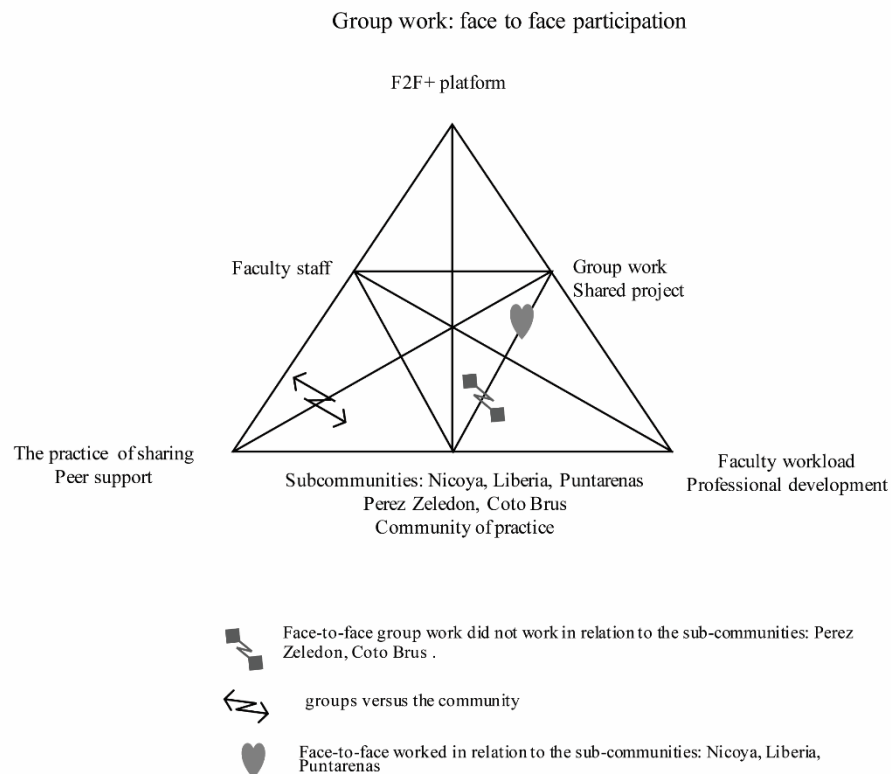 Group work: face to face participation
F2F+ platform
Faculty staff
Group work
Shared project
The practice of sharing
Peer support
Subcommunities: Nicoya, Liberia, Puntarenas
Perez Zeledon, Coto Brus
Community of practice
Faculty workload
Professional development
Face-to-face group work did not work in relation to the sub-communities: Perez
Zeledon, Coto Brus .
groups versus the community
Face-to-face worked in relation to the sub-communities: Nicoya, Liberia,
Puntarenas